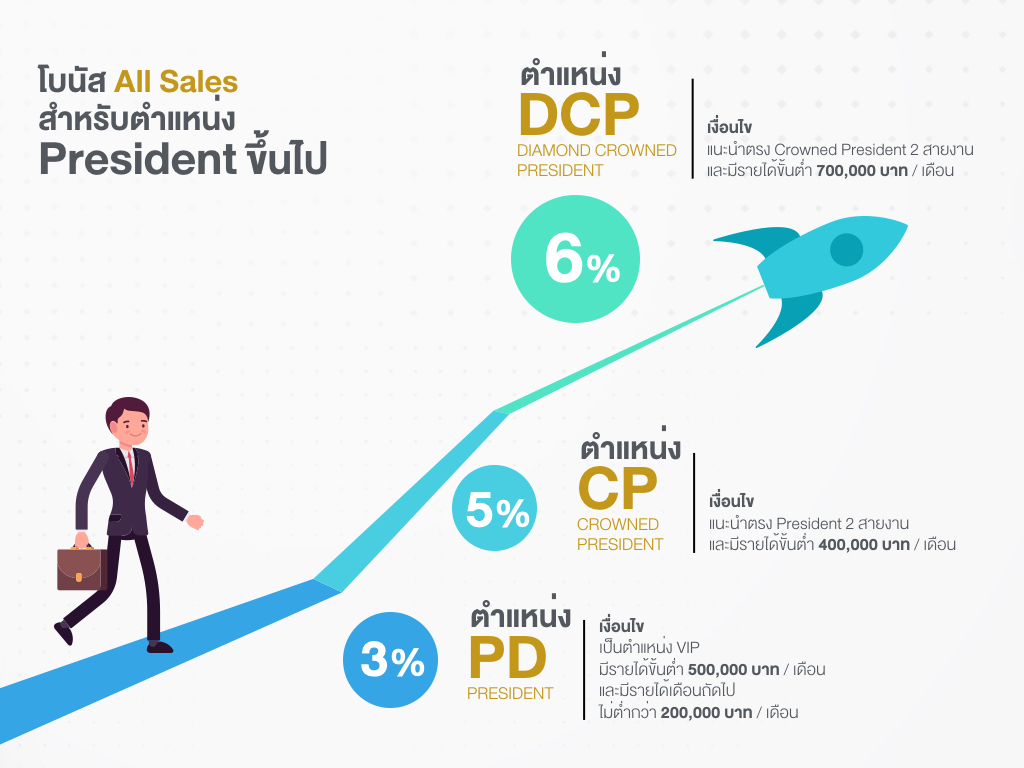 โบนัส All Sales
สำหรับตำแหน่ง
President ขึ้นไป
ตำแหน่ง
DCP
DIAMOND CROWNED
PRESIDENT
เงื่อนไข
แนะนำตรง Crowned President 2 สายงาน
และมีรายได้ขั้นต่ำ 700,000 บาท / เดือน
6%
ตำแหน่ง
CP
CROWNED
PRESIDENT
เงื่อนไข
แนะนำตรง President 2 สายงาน
และมีรายได้ขั้นต่ำ 400,000 บาท / เดือน
5%
ตำแหน่ง
PD
PRESIDENT
เงื่อนไข
เป็นตำแหน่ง VIP
มีรายได้ขั้นต่ำ 500,000 บาท / เดือน
และมีรายได้เดือนถัดไป
ไม่ต่ำกว่า 200,000 บาท / เดือน
3%